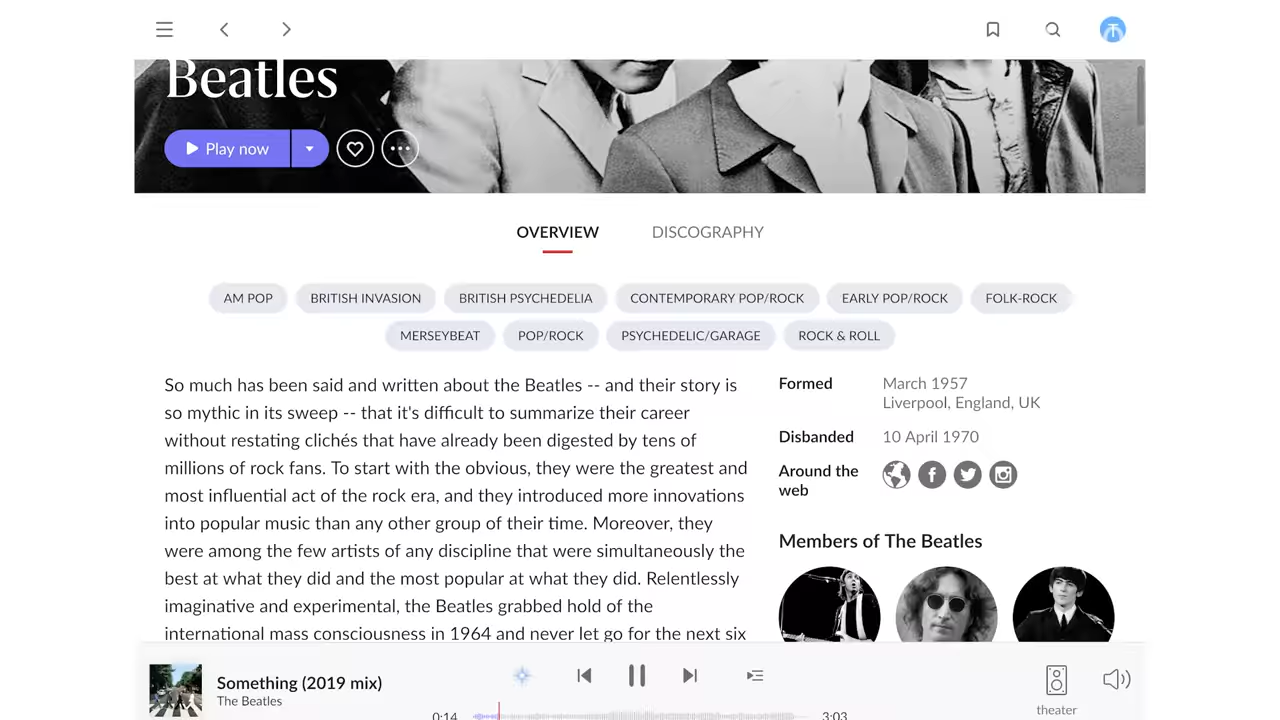 Beatles
Play now
OVERVIEW DISCOGRAPHY
AM POP BRITISH INVASION BRITISH PSYCHEDELIA CONTEMPORARY POP/ROCK EARLY POP/ROCK FOLK-ROCK
MERSEYBEAT POP/ROCK PSYCHEDELIC/GARAGE ROCK & ROLL
So much has been said and written about the Beatles -- and their story is
so mythic in its sweep -- that it's difficult to summarize their career
without restating clichés that have already been digested by tens of
millions of rock fans. To start with the obvious, they were the greatest and
most influential act of the rock era, and they introduced more innovations
into popular music than any other group of their time. Moreover, they
were among the few artists of any discipline that were simultaneously the
best at what they did and the most popular at what they did. Relentlessly
imaginative and experimental, the Beatles grabbed hold of the
international mass consciousness in 1964 and never let go for the next six
Formed March 1957
Liverpool, England, UK
Disbanded 10 April 1970
Around the
web
Members of The Beatles
Something (2019 mix)
The Beatles
0:14 3:03
theater